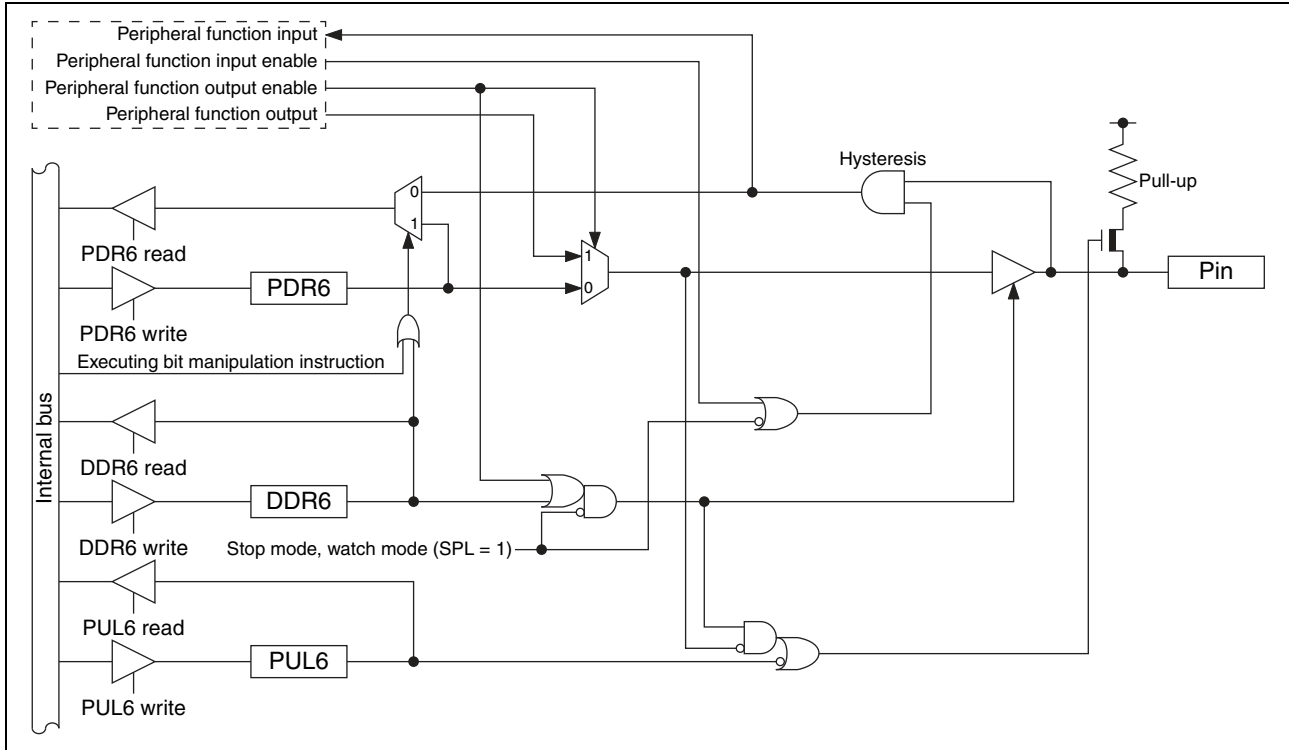 Peripheral function input
Peripheral function input enable
Peripheral function output enable
Peripheral function output
Hysteresis
Pull-up
0
1
PDR6 read
1
0
Pin
PDR6
PDR6 write
Executing bit manipulation instruction
Internal bus
DDR6 read
DDR6
DDR6 write
Stop mode, watch mode (SPL = 1)
PUL6 read
PUL6
PUL6 write